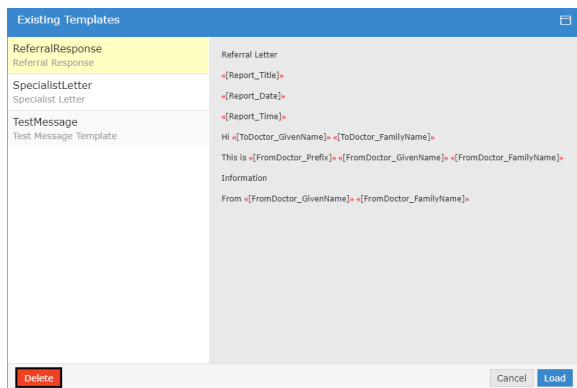 Existing Templates
ReferralResponse
Referral Response
SpecialistLetter
Specialist Letter
TestMessage
Test Message Template
Referral Letter
«[Report_Title]»
«[Report_Date]»
«[Report_Time]»
Hi «[ToDoctor_GivenName]» «[ToDoctor_FamilyName]»
This is «[FromDoctor_Prefix]» «[FromDoctor_GivenName]» «[FromDoctor_FamilyName]»
Information
From «[FromDoctor_GivenName]» «[FromDoctor_FamilyName]»
Delete
Cancel
Load